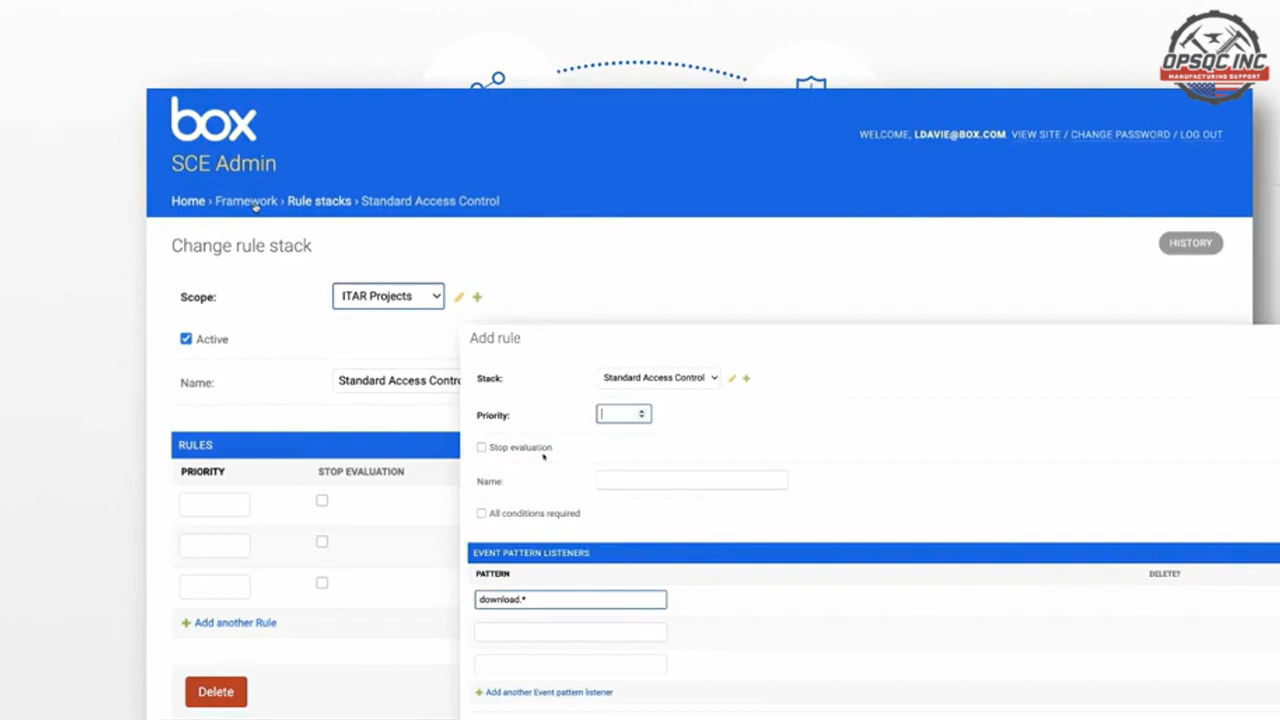 OPSQC INC
MANUFACTURING SUPPORT
box
WELCOME, LDAVIE@BOX.COM VIEW SITE / CHANGE PASSWORD / LOG OUT
SCE Admin
Home › Framework › Rule stacks › Standard Access Control
Change rule stack
HISTORY
Scope:
ITAR Projects
Active
Name:
Standard Access Contro
RULES
PRIORITY
STOP EVALUATION
Add another Rule
Delete
Add rule
Stack:
Standard Access Control
Priority:
Stop evaluation
Name:
All conditions required
EVENT PATTERN LISTENERS
PATTERN
DELETE?
download.*
Add another Event pattern listener